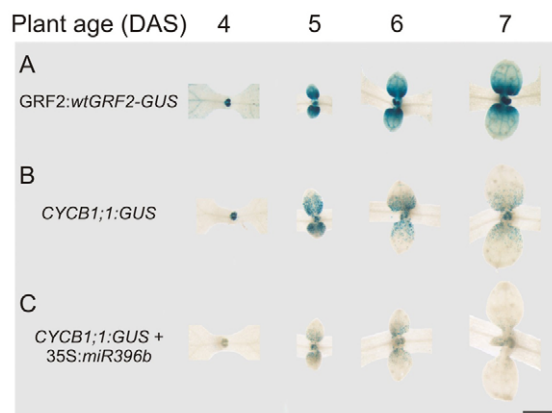 Plant age (DAS) 4 5 6 7
A
GRF2:wtGRF2-GUS
B
CYCB1;1:GUS
C
CYCB1;1:GUS +
35S:miR396b